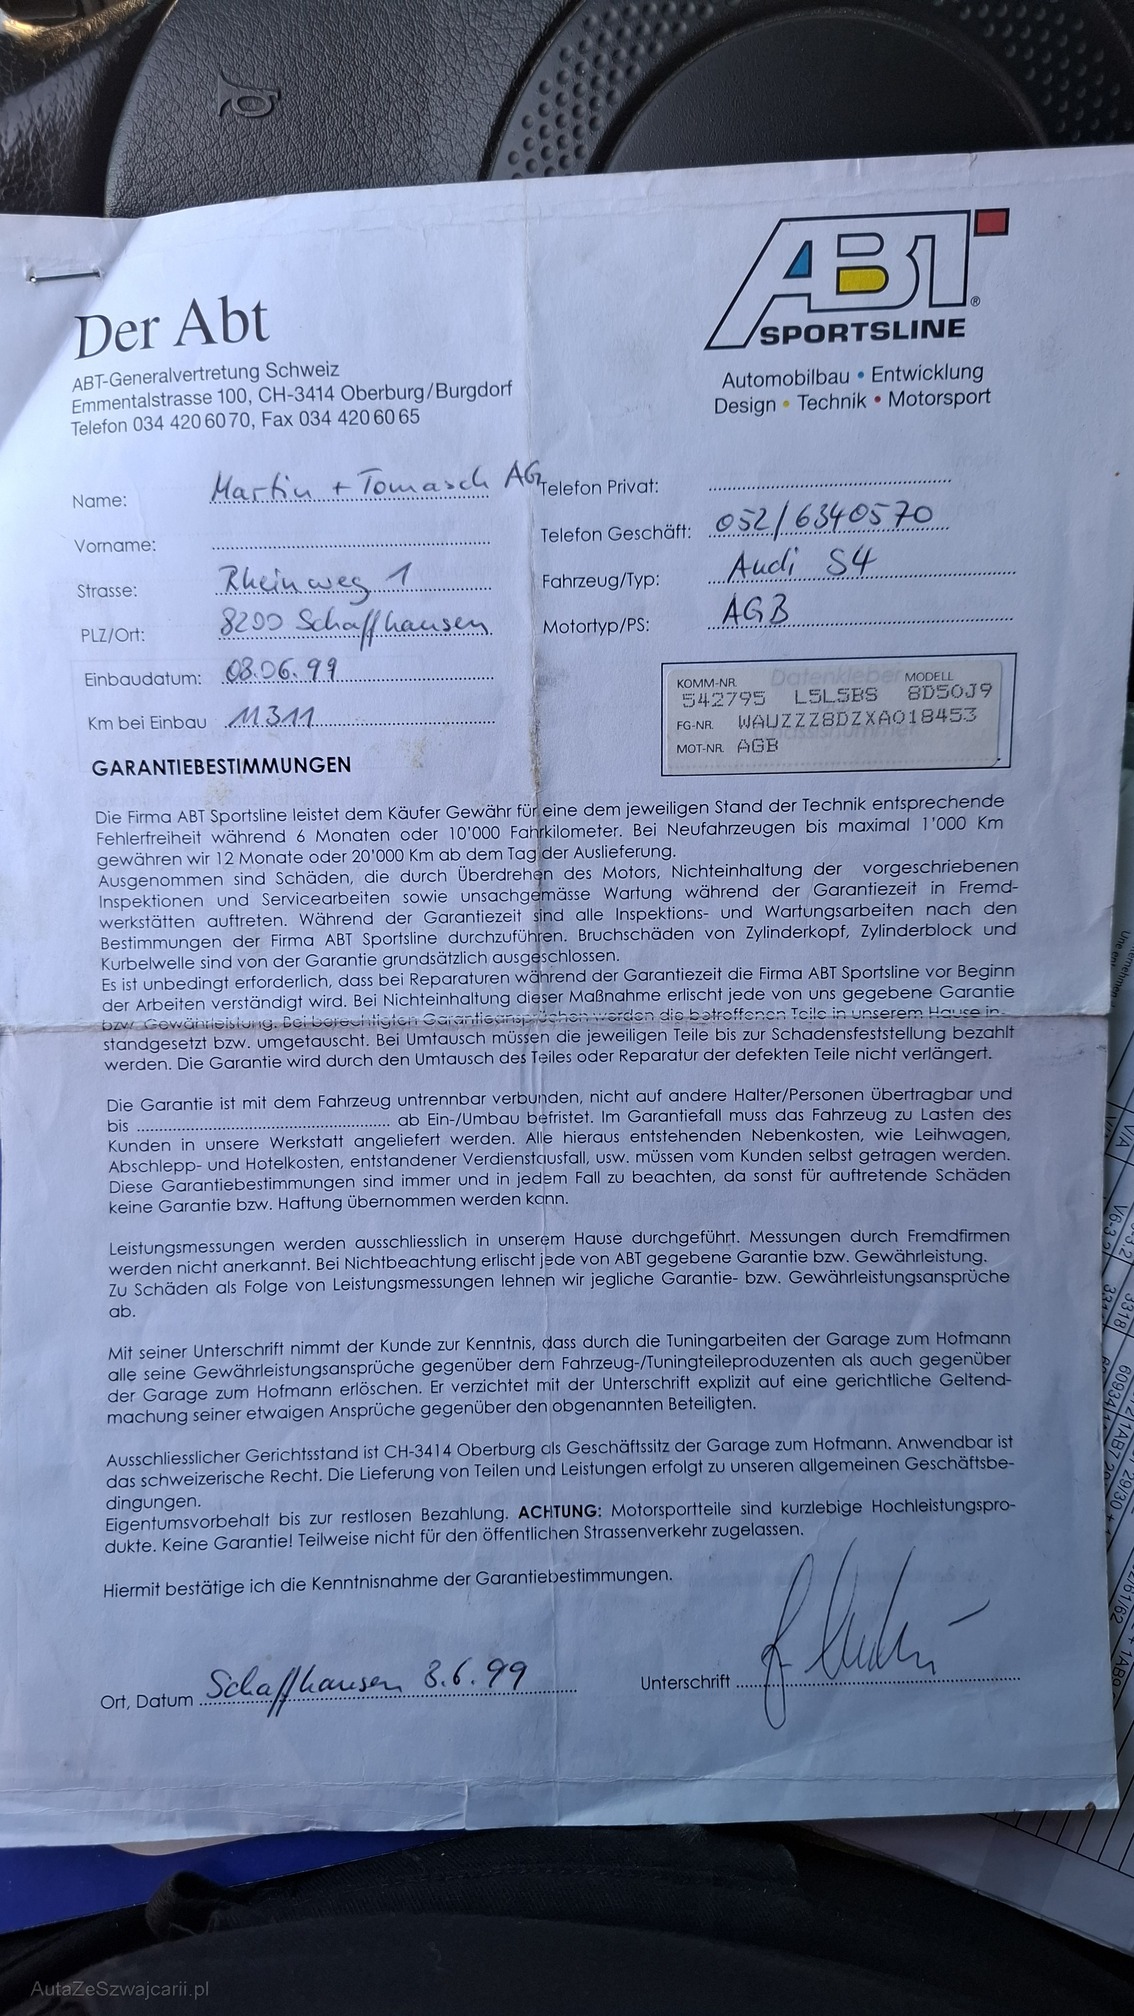 ABT®
SPORTSLINE
Automobilbau • Entwicklung
Design • Technik • Motorsport
Der Abt
ABT-Generalvertretung Schweiz
Emmentalstrasse 100, CH-3414 Oberburg/Burgdorf
Telefon 034 420 60 70, Fax 034 420 60 65
Name: Martin + Tomasch AG
Vorname:
Strasse: Rheinweg 1
PLZ/Ort: 8200 Schaffhausen
Einbaudatum: 08.06.99
Km bei Einbau 11311
Telefon Privat:
Telefon Geschäft: 052/6340570
Fahrzeug/Typ: Audi S4
Motortyp/PS: AGB
KOMM-NR. MODELL
542795 L5L5BS 8D50J9
FG-NR. WAUZZZ8DZXA018453
MOT-NR. AGB
GARANTIEBESTIMMUNGEN
Die Firma ABT Sportsline leistet dem Käufer Gewähr für eine dem jeweiligen Stand der Technik entsprechende
Fehlerfreiheit während 6 Monaten oder 10'000 Fahrkilometer. Bei Neufahrzeugen bis maximal 1'000 Km
gewähren wir 12 Monate oder 20'000 Km ab dem Tag der Auslieferung.
Ausgenommen sind Schäden, die durch Überdrehen des Motors, Nichteinhaltung der vorgeschriebenen
Inspektionen und Servicearbeiten sowie unsachgemässe Wartung während der Garantiezeit in Fremd-
werkstätten auftreten. Während der Garantiezeit sind alle Inspektions- und Wartungsarbeiten nach den
Bestimmungen der Firma ABT Sportsline durchzuführen. Bruchschäden von Zylinderkopf, Zylinderblock und
Kurbelwelle sind von der Garantie grundsätzlich ausgeschlossen.
Es ist unbedingt erforderlich, dass bei Reparaturen während der Garantiezeit die Firma ABT Sportsline vor Beginn
der Arbeiten verständigt wird. Bei Nichteinhaltung dieser Maßnahme erlischt jede von uns gegebene Garantie
bzw. Gewährleistung. Bei berechtigten Garantieansprüchen werden die betroffenen Teile in unserem Hause in-
standgesetzt bzw. umgetauscht. Bei Umtausch müssen die jeweiligen Teile bis zur Schadensfeststellung bezahlt
werden. Die Garantie wird durch den Umtausch des Teiles oder Reparatur der defekten Teile nicht verlängert.
Die Garantie ist mit dem Fahrzeug untrennbar verbunden, nicht auf andere Halter/Personen übertragbar und
bis ........................................ ab Ein-/Umbau befristet. Im Garantiefall muss das Fahrzeug zu Lasten des
Kunden in unsere Werkstatt angeliefert werden. Alle hieraus entstehenden Nebenkosten, wie Leihwagen,
Abschlepp- und Hotelkosten, entstandener Verdienstausfall, usw. müssen vom Kunden selbst getragen werden.
Diese Garantiebestimmungen sind immer und in jedem Fall zu beachten, da sonst für auftretende Schäden
keine Garantie bzw. Haftung übernommen werden kann.
Leistungsmessungen werden ausschliesslich in unserem Hause durchgeführt. Messungen durch Fremdfirmen
werden nicht anerkannt. Bei Nichtbeachtung erlischt jede von ABT gegebene Garantie bzw. Gewährleistung.
Zu Schäden als Folge von Leistungsmessungen lehnen wir jegliche Garantie- bzw. Gewährleistungsansprüche
ab.
Mit seiner Unterschrift nimmt der Kunde zur Kenntnis, dass durch die Tuningarbeiten der Garage zum Hofmann
alle seine Gewährleistungsansprüche gegenüber dem Fahrzeug-/Tuningteileproduzenten als auch gegenüber
der Garage zum Hofmann erlöschen. Er verzichtet mit der Unterschrift explizit auf eine gerichtliche Geltend-
machung seiner etwaigen Ansprüche gegenüber den obgenannten Beteiligten.
Ausschliesslicher Gerichtsstand ist CH-3414 Oberburg als Geschäftssitz der Garage zum Hofmann. Anwendbar ist
das schweizerische Recht. Die Lieferung von Teilen und Leistungen erfolgt zu unseren allgemeinen Geschäftsbe-
dingungen.
Eigentumsvorbehalt bis zur restlosen Bezahlung. ACHTUNG: Motorsportteile sind kurzlebige Hochleistungspro-
dukte. Keine Garantie! Teilweise nicht für den öffentlichen Strassenverkehr zugelassen.
Hiermit bestätige ich die Kenntnisnahme der Garantiebestimmungen.
Ort, Datum Schaffhausen 8.6.99
Unterschrift
AutaZeSzwajcarii.pl